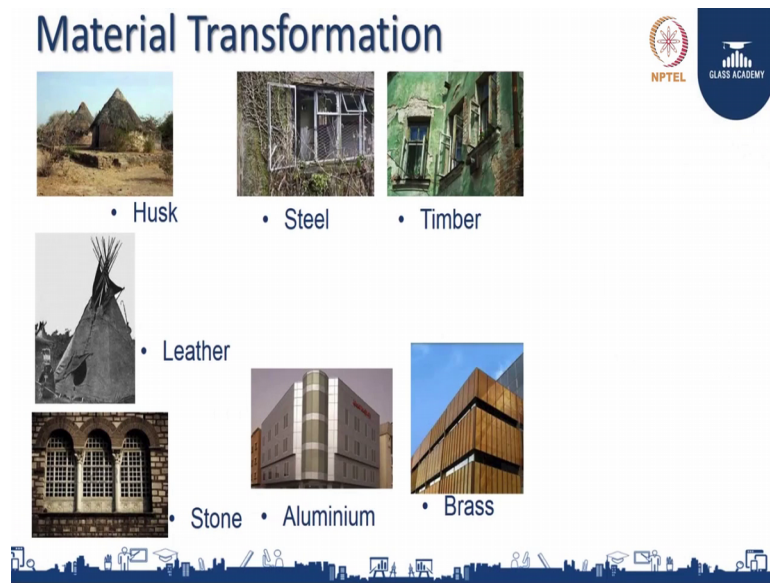 Material Transformation
NPTEL
GLASS ACADEMY
• Husk
• Steel
• Timber
• Leather
• Stone
• Aluminium
• Brass